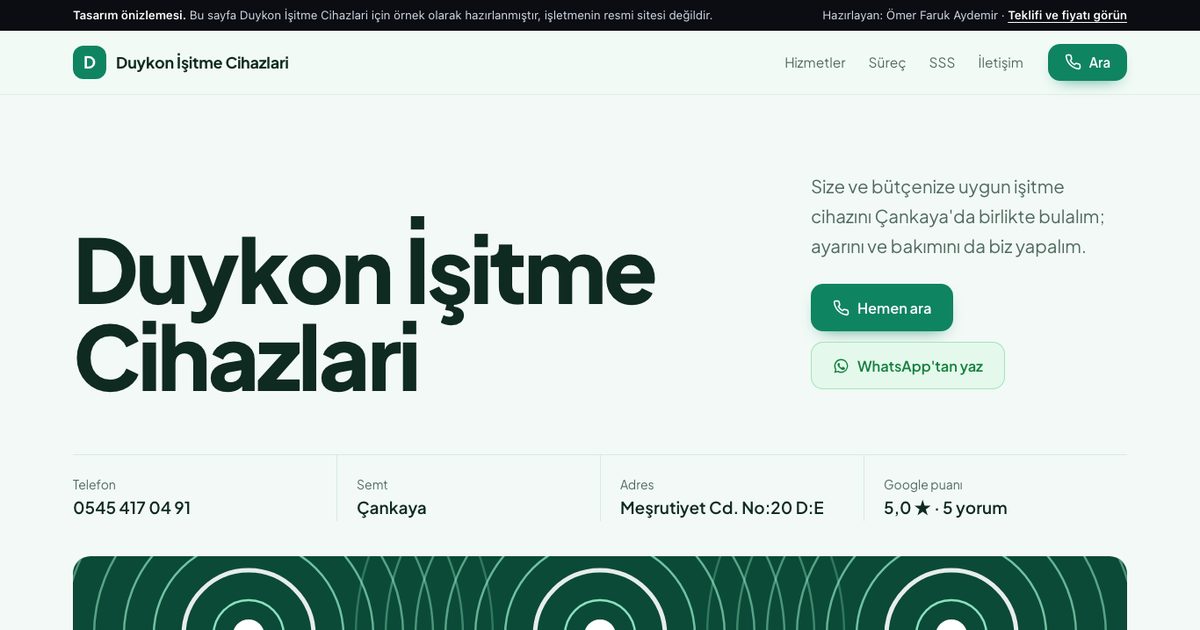 Tasarım önizlemesi. Bu sayfa Duykon İşitme Cihazlari için örnek olarak hazırlanmıştır, işletmenin resmi sitesi değildir.
Hazırlayan: Ömer Faruk Aydemir · Teklifi ve fiyatı görün
D Duykon İşitme Cihazlari
Hizmetler Süreç SSS İletişim Ara
Duykon İşitme
Cihazlari
Size ve bütçenize uygun işitme
cihazını Çankaya'da birlikte bulalım;
ayarını ve bakımını da biz yapalım.
Hemen ara
WhatsApp'tan yaz
Telefon
0545 417 04 91
Semt
Çankaya
Adres
Meşrutiyet Cd. No:20 D:E
Google puanı
5,0 ★ · 5 yorum